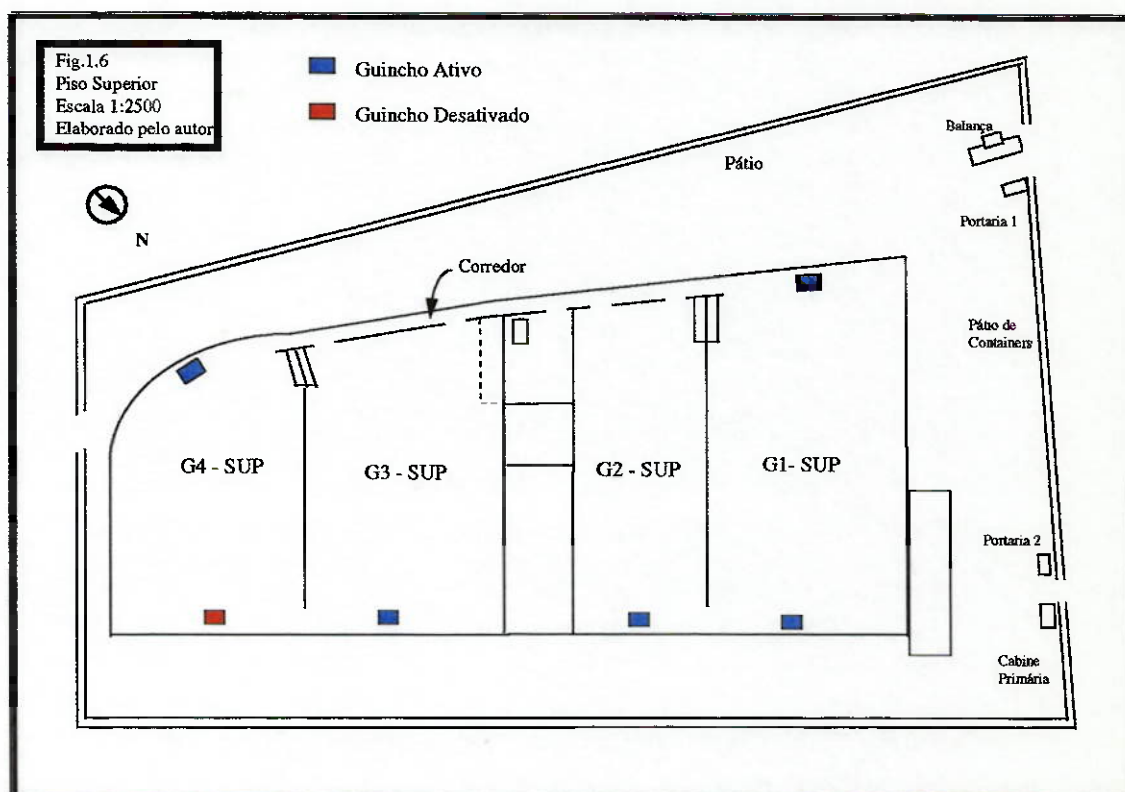 Fig.1.6
Piso Superior
Escala 1:2500
Elaborado pelo autor
Guincho Ativo
Guincho Desativado
Balança
Pátio
Portaria 1
N
Corredor
Pátio de
Containers
G4 - SUP
G3 - SUP
G2 - SUP
G1- SUP
Portaria 2
Cabine
Primária